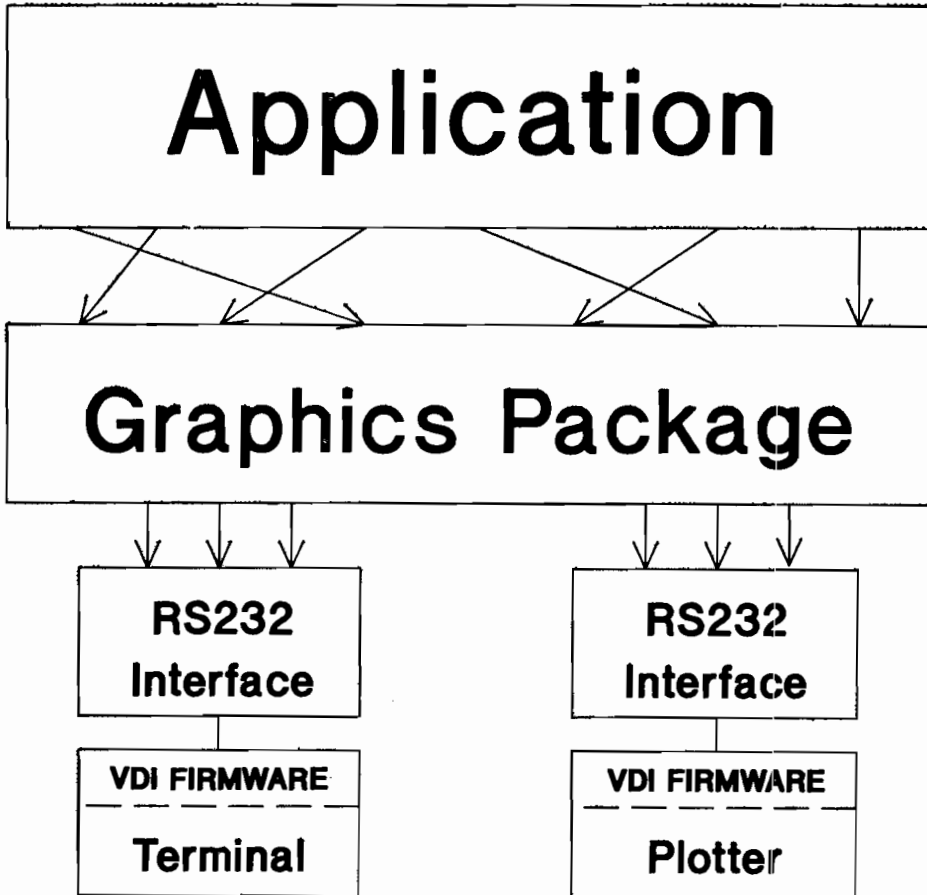 Application
Graphics Package
RS232
Interface
VDI FIRMWARE
Terminal
RS232
Interface
VDI FIRMWARE
Plotter